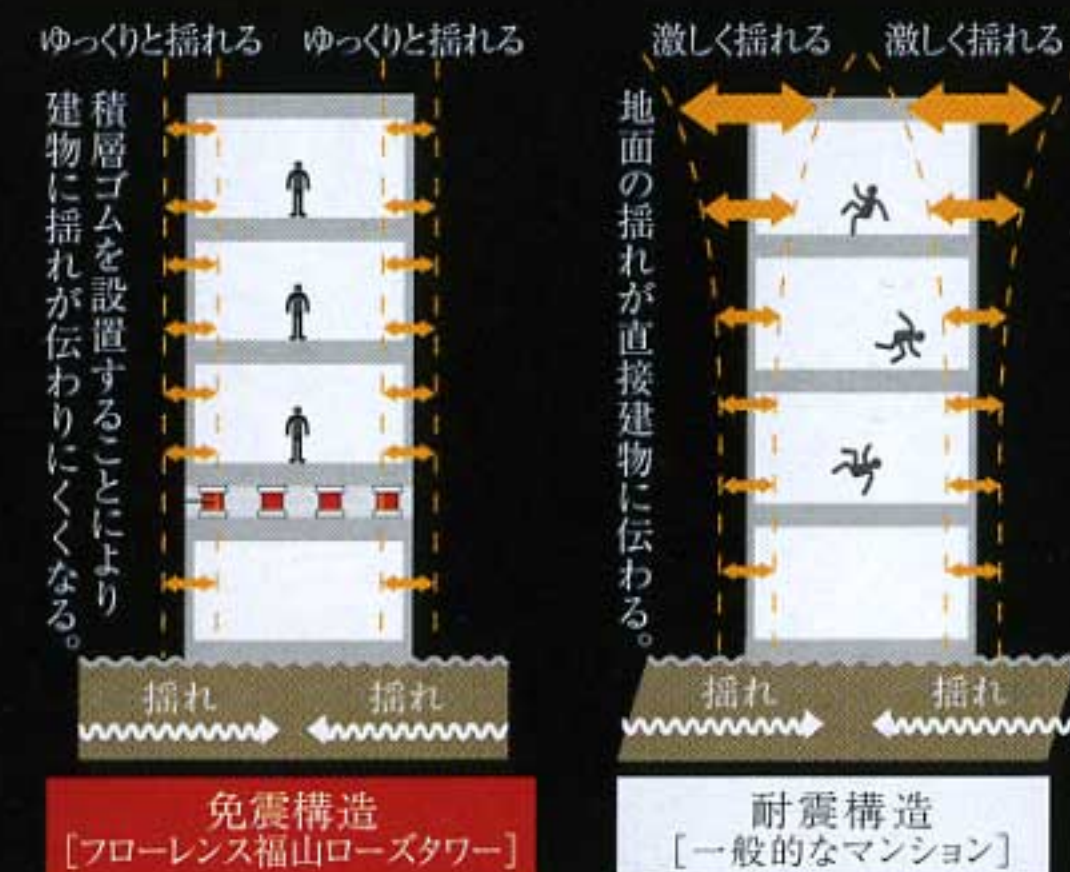 ゆっくりと揺れる ゆっくりと揺れる
積層ゴムを設置することにより
建物に揺れが伝わりにくくなる。
揺れ 揺れ
免震構造
[フローレンス福山ローズタワー]
激しく揺れる 激しく揺れる
地面の揺れが直接建物に伝わる。
揺れ 揺れ
耐震構造
[一般的なマンション]